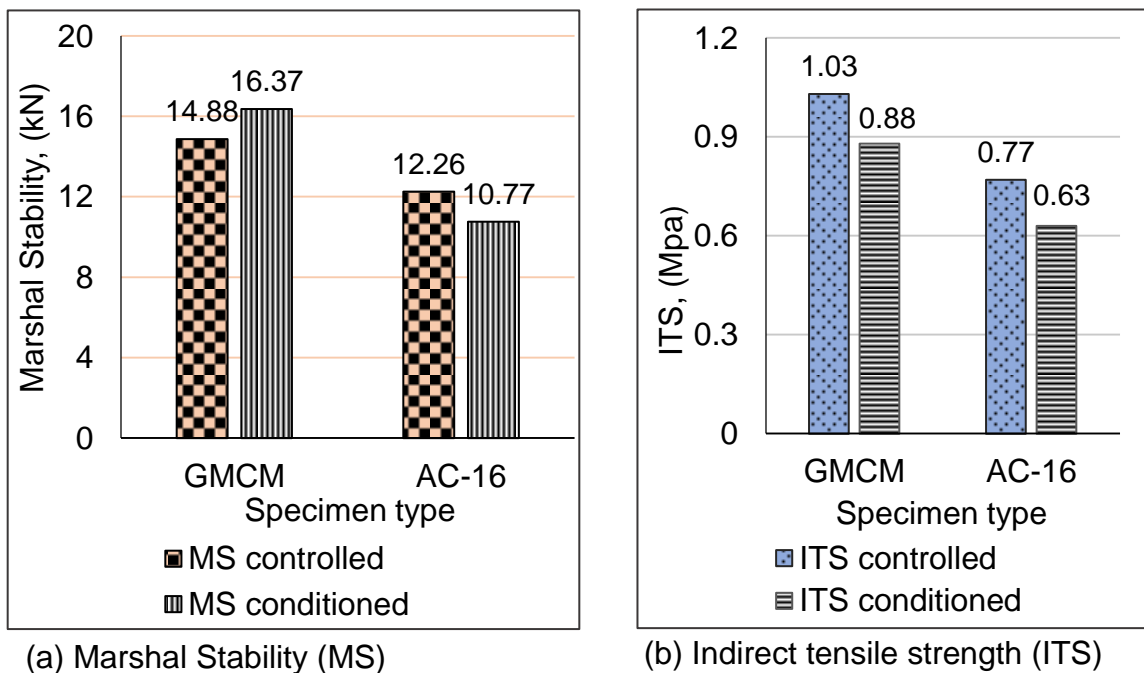 20
16
12
8
4
0
Marshal Stability, (kN)
14.88
16.37
12.26
10.77
GMCM
AC-16
Specimen type
MS controlled
MS conditioned
(a) Marshal Stability (MS)
1.2
0.9
0.6
0.3
0
ITS, (Mpa)
1.03
0.88
0.77
0.63
GMCM
AC-16
Specimen type
ITS controlled
ITS conditioned
(b) Indirect tensile strength (ITS)